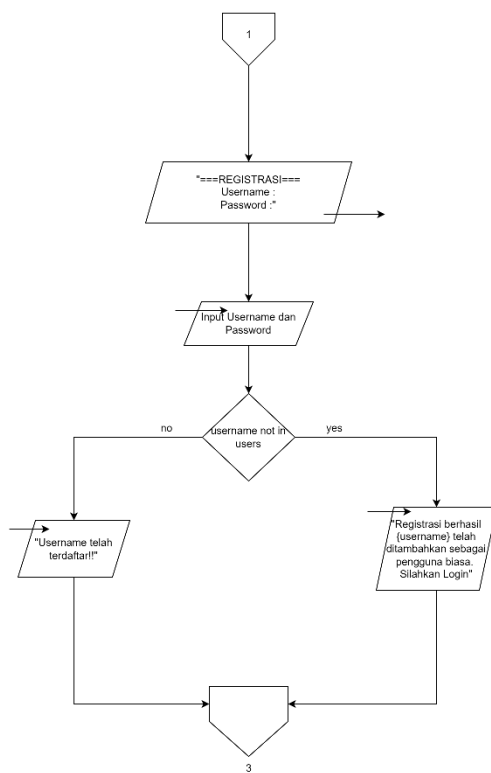 1
"===REGISTRASI===
Username :
Password :"
Input Username dan
Password
username not in
users
no
yes
"Username telah
terdaftar!!"
"Registrasi berhasil
{username} telah
ditambahkan sebagai
pengguna biasa.
Silahkan Login"
3